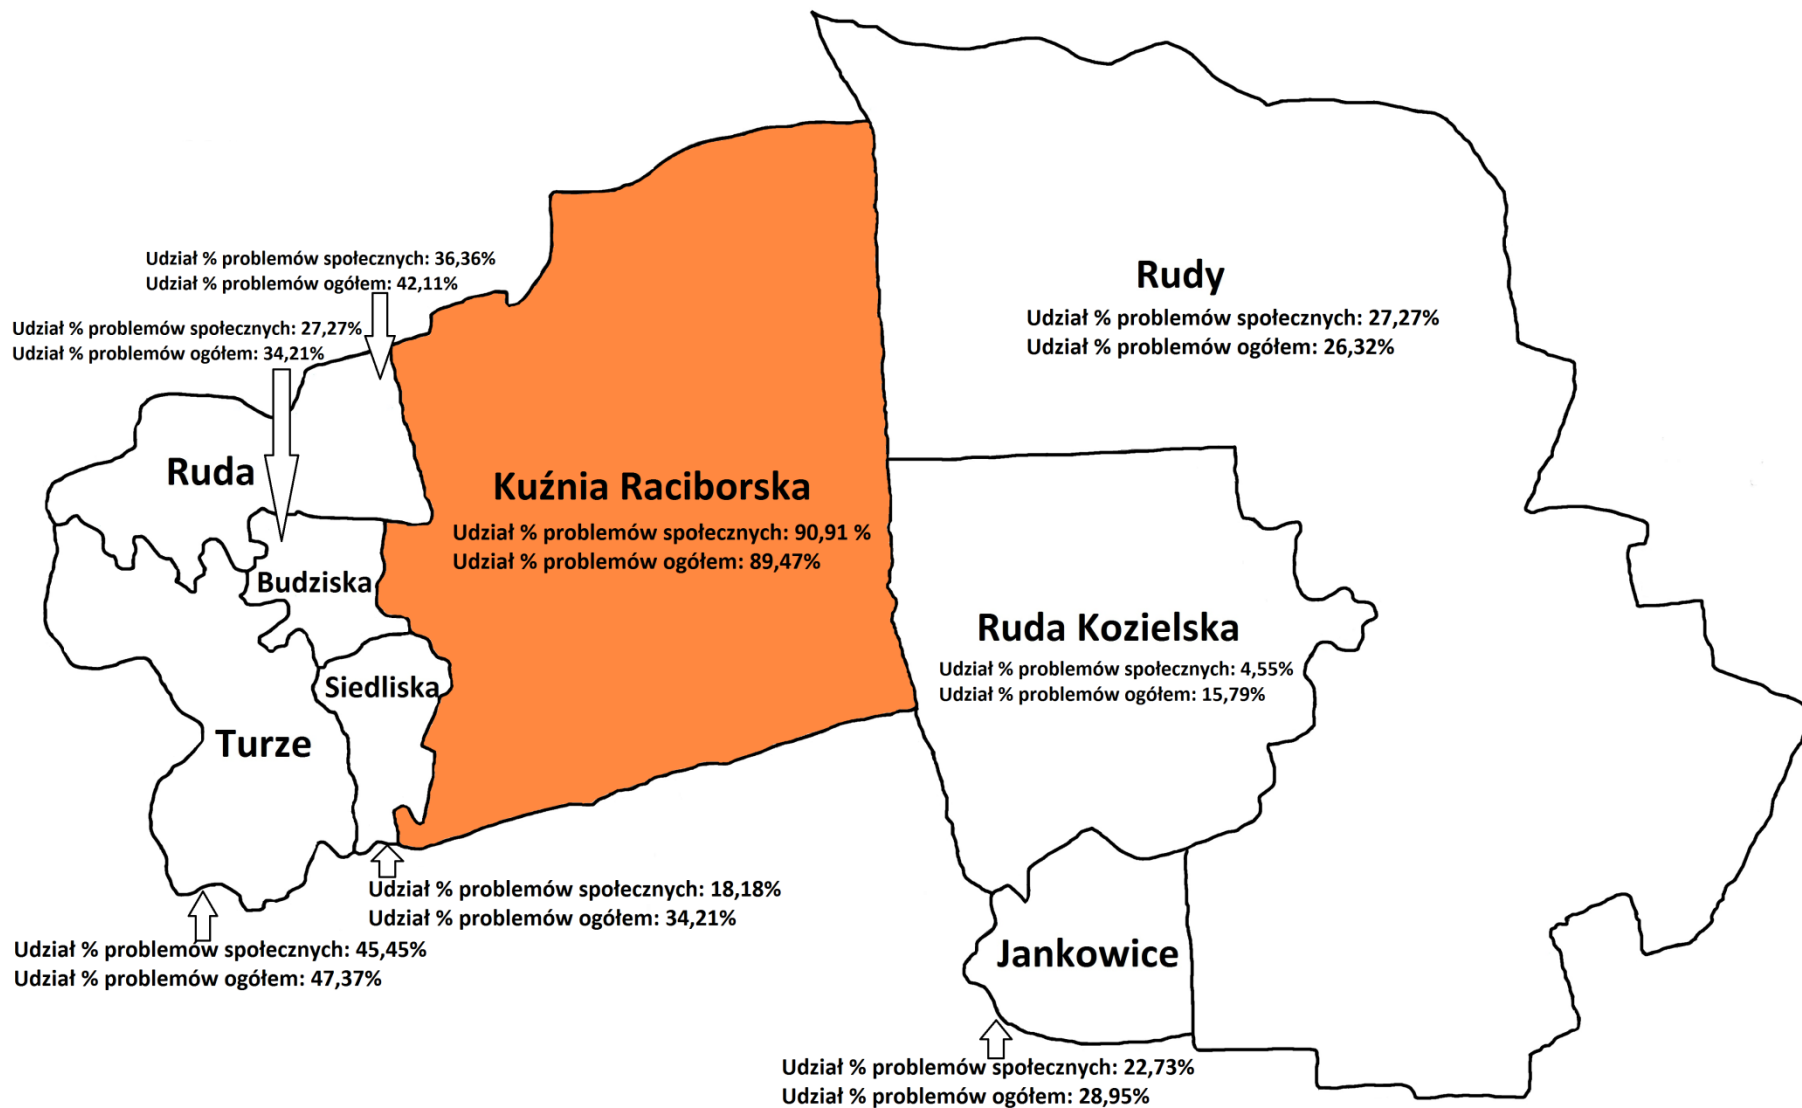 Udział % problemów społecznych: 36,36%
Udział % problemów ogółem: 42,11%
Udział % problemów społecznych: 27,27%
Udział % problemów ogółem: 34,21%
Rudy
Udział % problemów społecznych: 27,27%
Udział % problemów ogółem: 26,32%
Ruda
Kuźnia Raciborska
Udział % problemów społecznych: 90,91 %
Udział % problemów ogółem: 89,47%
Budziska
Ruda Kozielska
Udział % problemów społecznych: 4,55%
Udział % problemów ogółem: 15,79%
Siedliska
Turze
Udział % problemów społecznych: 18,18%
Udział % problemów ogółem: 34,21%
Udział % problemów społecznych: 45,45%
Udział % problemów ogółem: 47,37%
Jankowice
Udział % problemów społecznych: 22,73%
Udział % problemów ogółem: 28,95%